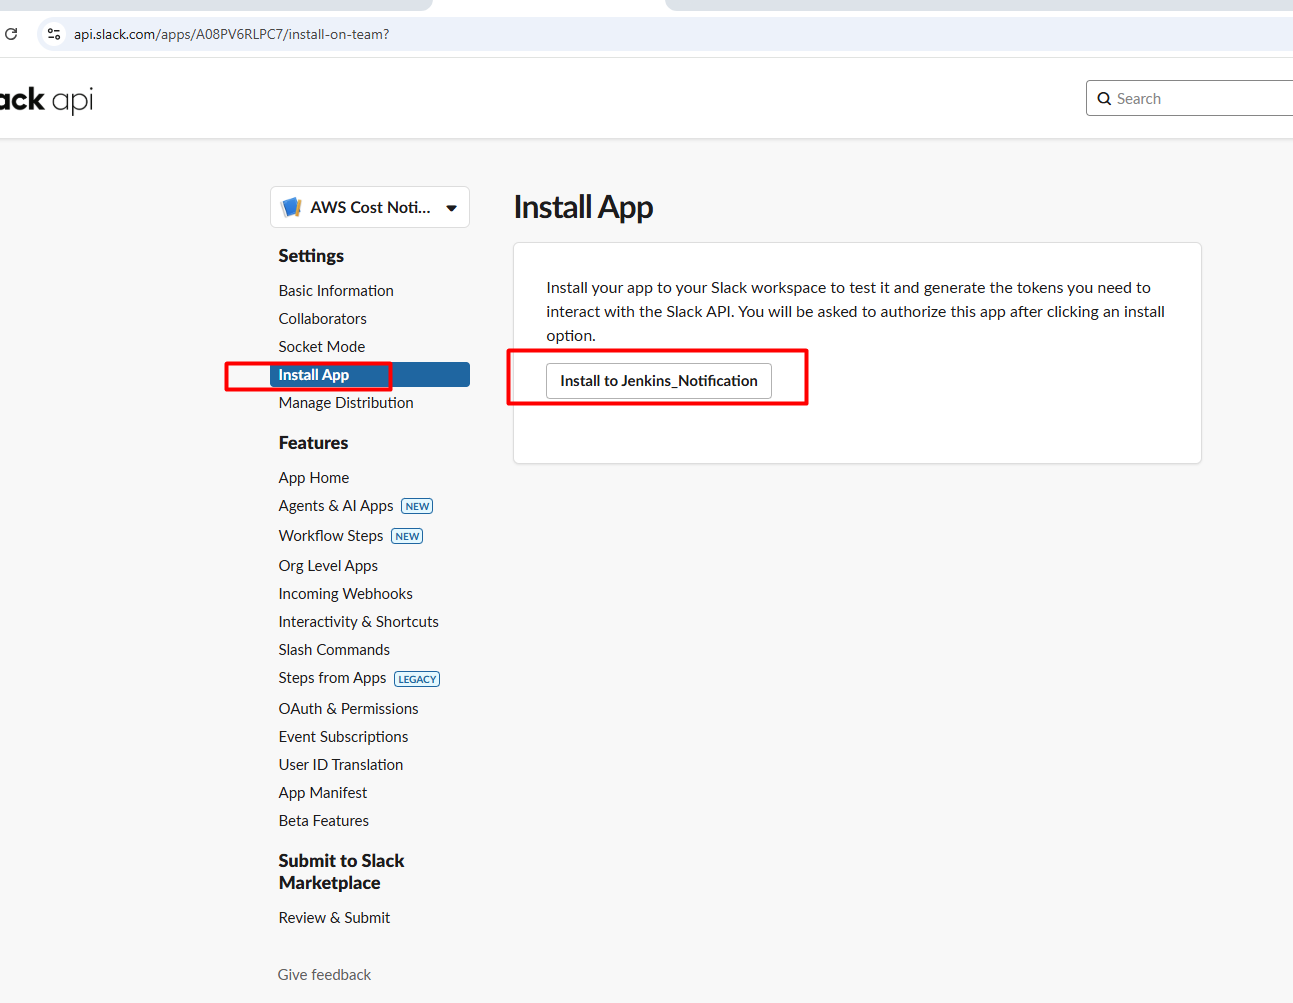 api.slack.com/apps/A08PV6RLPC7/install-on-team?
ack api
Search
AWS Cost Noti...
Install App
Settings
Basic Information
Collaborators
Socket Mode
Install App
Manage Distribution
Install your app to your Slack workspace to test it and generate the tokens you need to
interact with the Slack API. You will be asked to authorize this app after clicking an install
option.
Install to Jenkins_Notification
Features
App Home
Agents & AI Apps NEW
Workflow Steps NEW
Org Level Apps
Incoming Webhooks
Interactivity & Shortcuts
Slash Commands
Steps from Apps LEGACY
OAuth & Permissions
Event Subscriptions
User ID Translation
App Manifest
Beta Features
Submit to Slack
Marketplace
Review & Submit
Give feedback